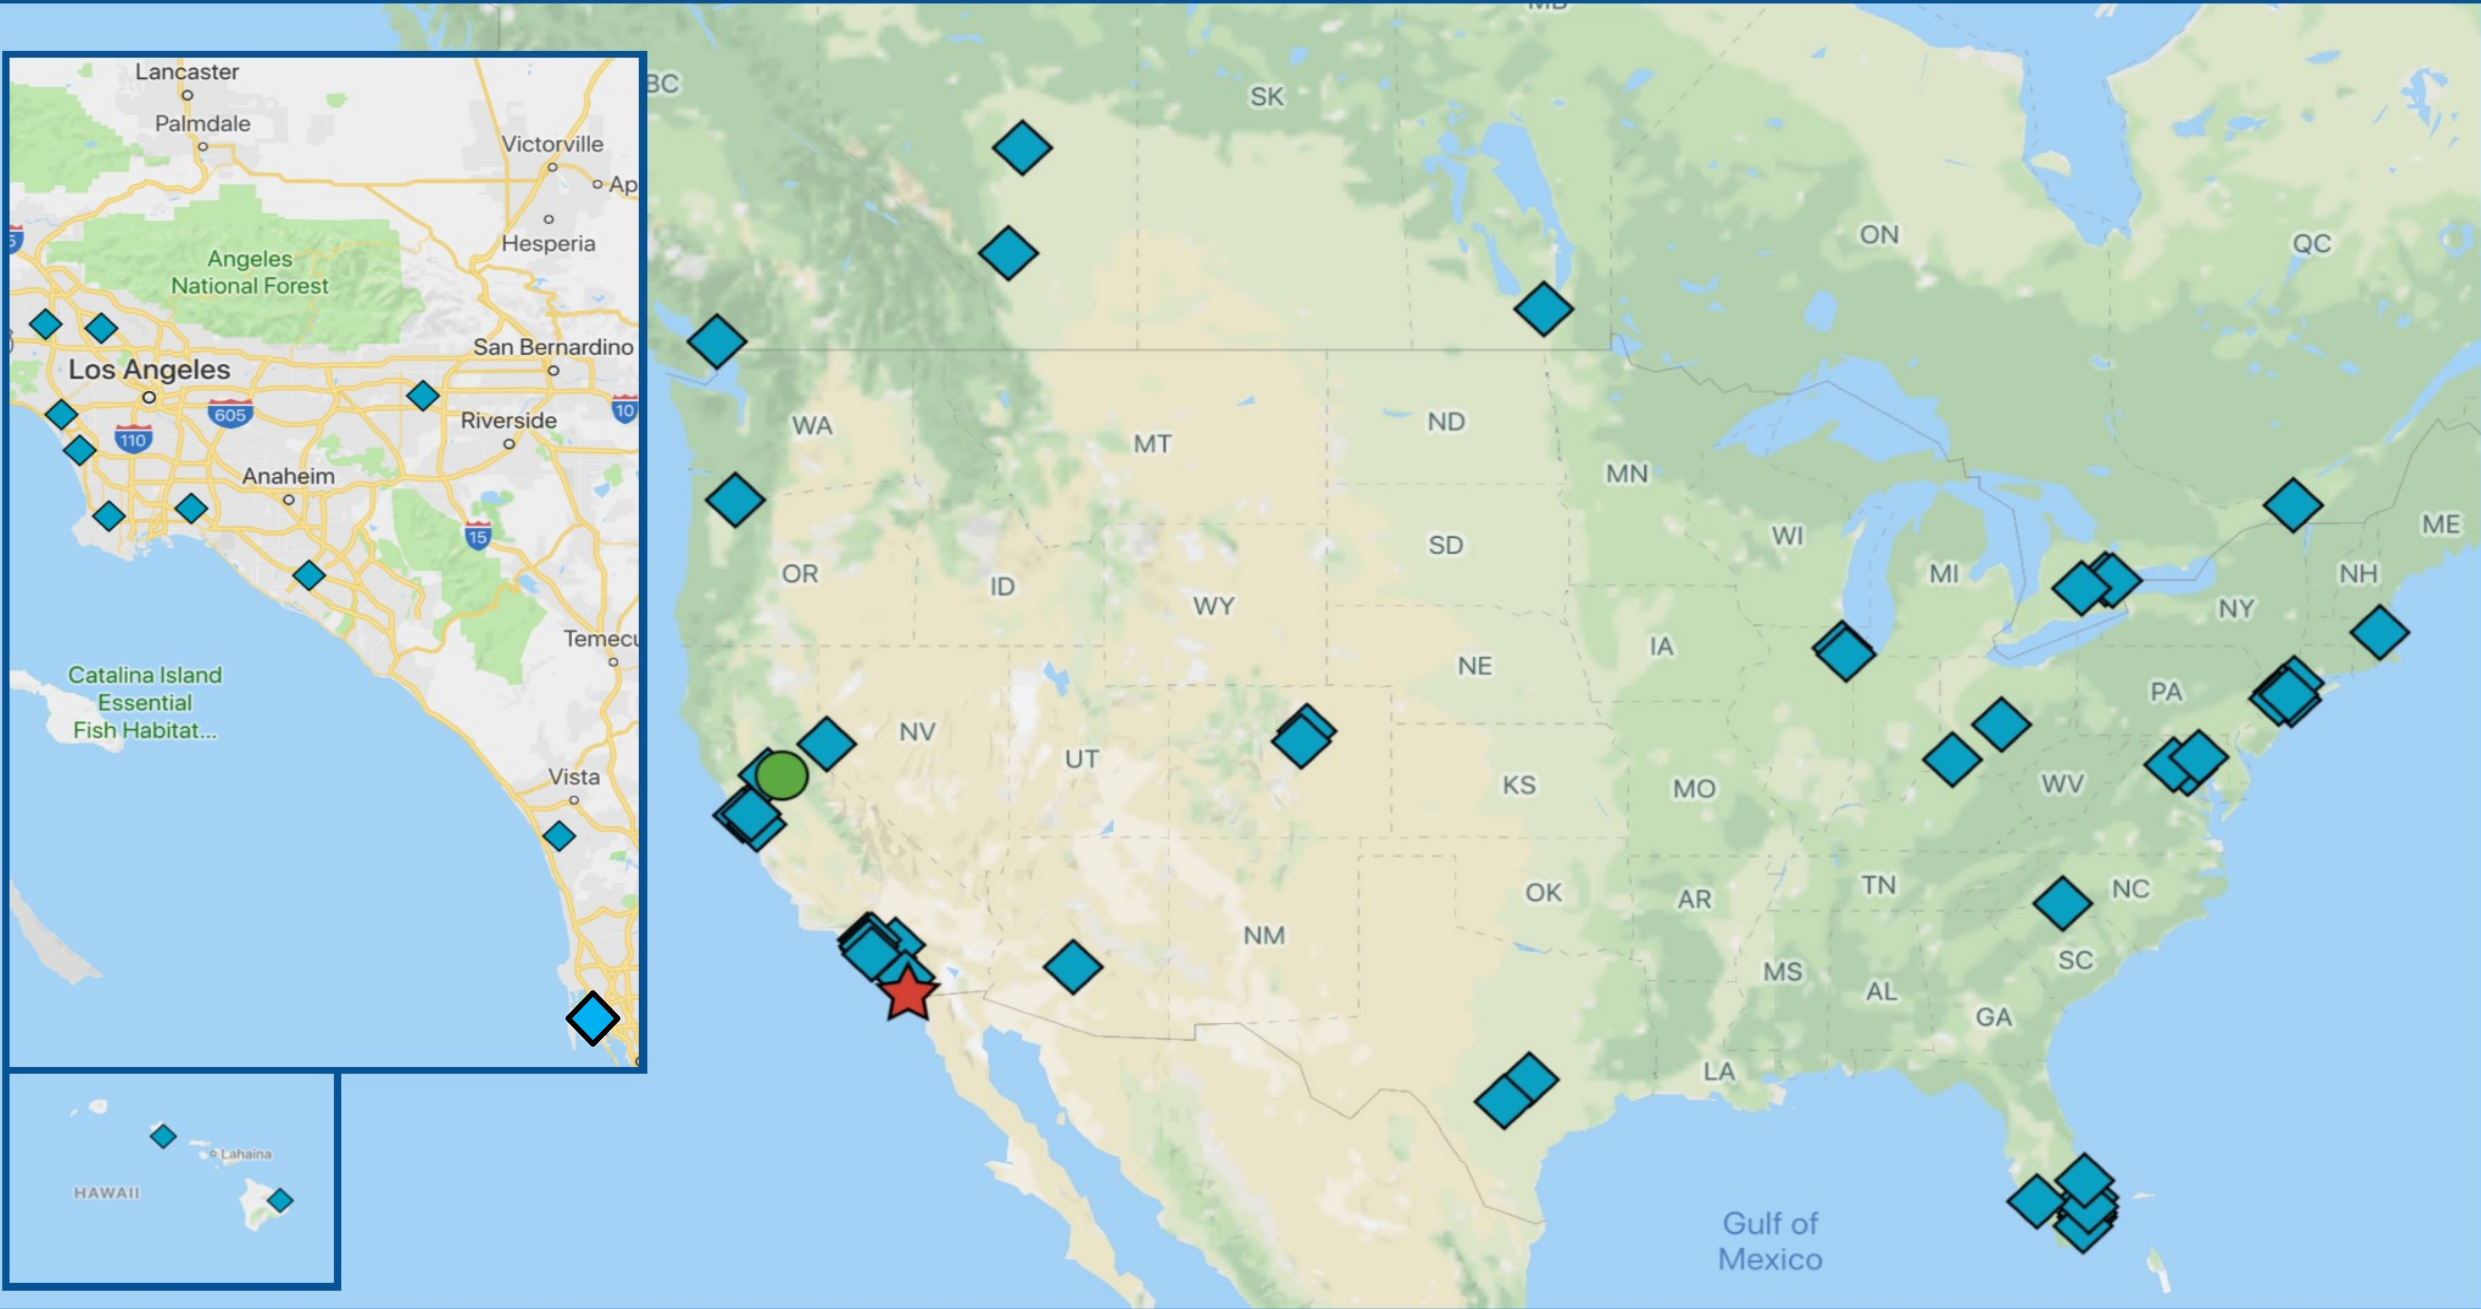 Lancaster
Palmdale
Victorville
Ap
Hesperia
5
Angeles
National Forest
San Bernardino
Los Angeles
605
10
Riverside
110
Anaheim
15
Temecu
Catalina Island
Essential
Fish Habitat...
Vista
Lahaina
HAWAII
MB
BC
SK
ON
QC
WA
MT
ND
MN
ME
OR
ID
SD
WI
MI
NH
WY
NY
NE
IA
PA
NV
UT
KS
MO
WV
OK
AR
TN
NC
NM
MS
AL
SC
GA
LA
Gulf of
Mexico